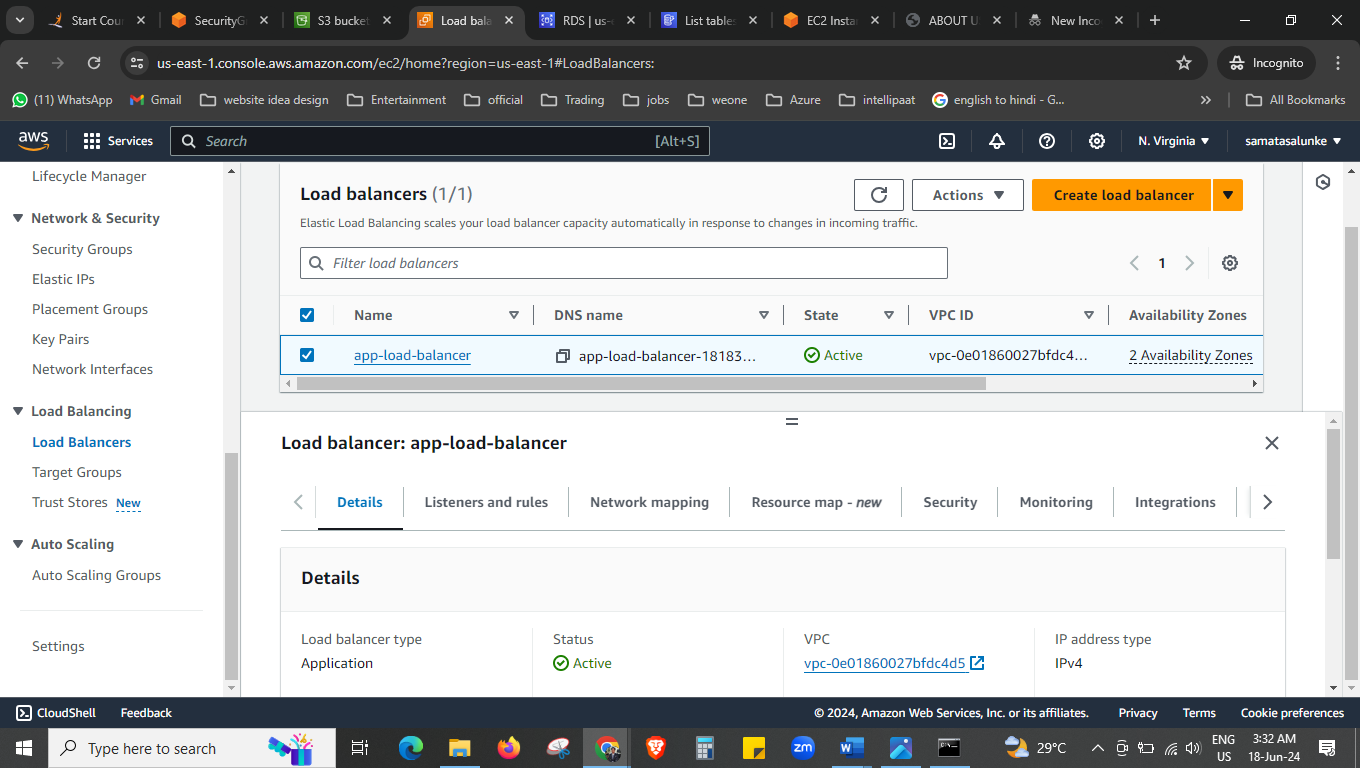 Start Cour
SecurityG
S3 bucket
Load bala
RDS | us-e
List tables
EC2 Insta
ABOUT U
New Inco
us-east-1.console.aws.amazon.com/ec2/home?region=us-east-1#LoadBalancers:
Incognito
(11) WhatsApp
Gmail
website idea design
Entertainment
official
Trading
jobs
weone
Azure
intellipaat
english to hindi - G...
»
All Bookmarks
aws
Services
Search
[Alt+S]
N. Virginia
samatasalunke
Lifecycle Manager
Network & Security
Security Groups
Elastic IPs
Placement Groups
Key Pairs
Network Interfaces
Load Balancing
Load Balancers
Target Groups
Trust Stores New
Auto Scaling
Auto Scaling Groups
Settings
Load balancers (1/1)
Actions
Create load balancer
Elastic Load Balancing scales your load balancer capacity automatically in response to changes in incoming traffic.
Filter load balancers
1
Name
DNS name
State
VPC ID
Availability Zones
app-load-balancer
app-load-balancer-18183...
Active
vpc-0e01860027bfdc4...
2 Availability Zones
Load balancer: app-load-balancer
Details
Listeners and rules
Network mapping
Resource map - new
Security
Monitoring
Integrations
Details
Load balancer type
Status
VPC
IP address type
Application
Active
vpc-0e01860027bfdc4d5
IPv4
CloudShell
Feedback
© 2024, Amazon Web Services, Inc. or its affiliates.
Privacy
Terms
Cookie preferences
Type here to search
zm
29°C
ENG
US
3:32 AM
18-Jun-24